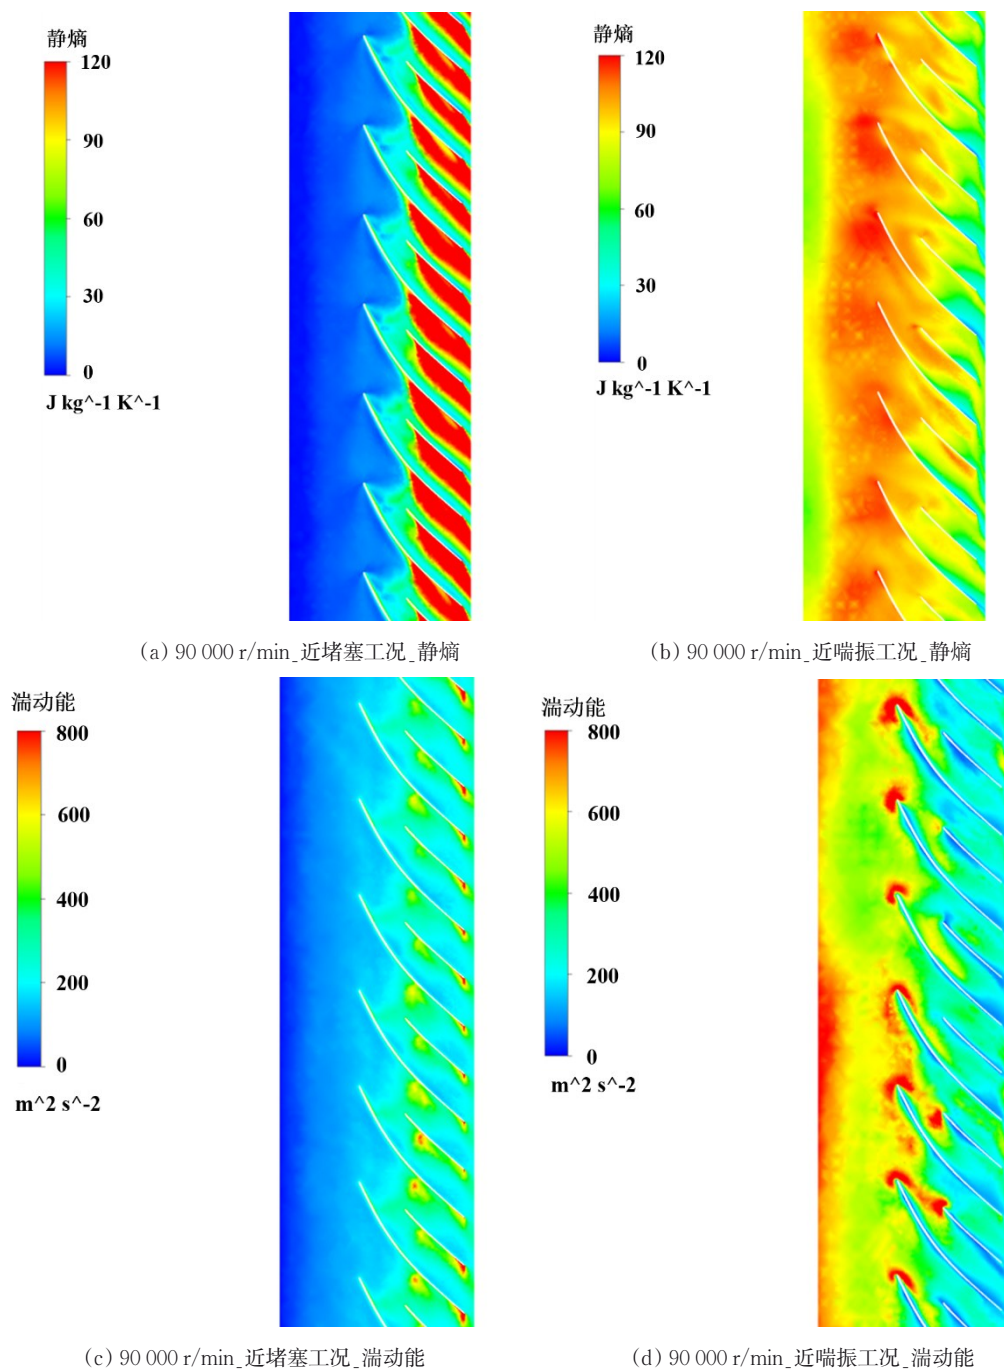 静熵
120
90
60
30
0
J kg^-1 K^-1
静熵
120
90
60
30
0
J kg^-1 K^-1
(a) 90 000 r/min_近堵塞工况_静熵
(b) 90 000 r/min_近喘振工况_静熵
湍动能
800
600
400
200
0
m^2 s^-2
湍动能
800
600
400
200
0
m^2 s^-2
(c) 90 000 r/min_近堵塞工况_湍动能
(d) 90 000 r/min_近喘振工况_湍动能